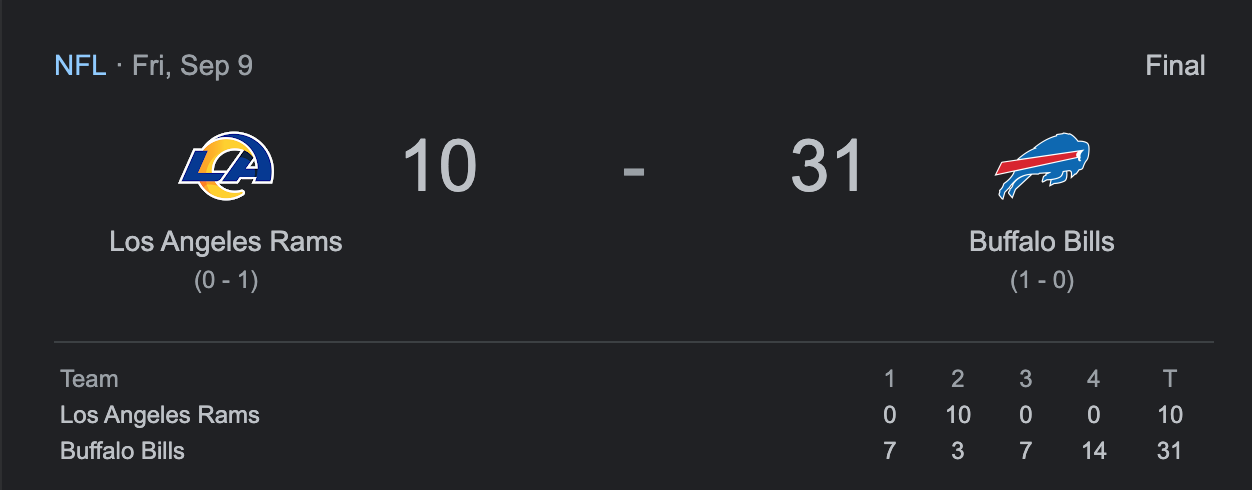 NFL · Fri, Sep 9 Final
LA 10 - 31
Los Angeles Rams Buffalo Bills
(0 - 1) (1 - 0)
Team 1 2 3 4 T
Los Angeles Rams 0 10 0 0 10
Buffalo Bills 7 3 7 14 31